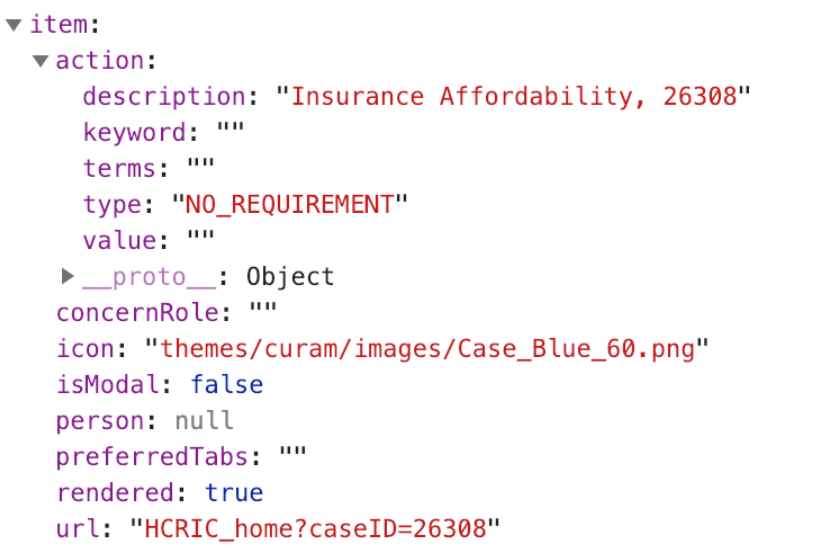 item:
action:
description: "Insurance Affordability, 26308"
keyword: ""
terms: ""
type: "NO_REQUIREMENT"
value: ""
__proto__: Object
concernRole: ""
icon: "themes/curam/images/Case_Blue_60.png"
isModal: false
person: null
preferredTabs: ""
rendered: true
url: "HCRIC_home?caseID=26308"